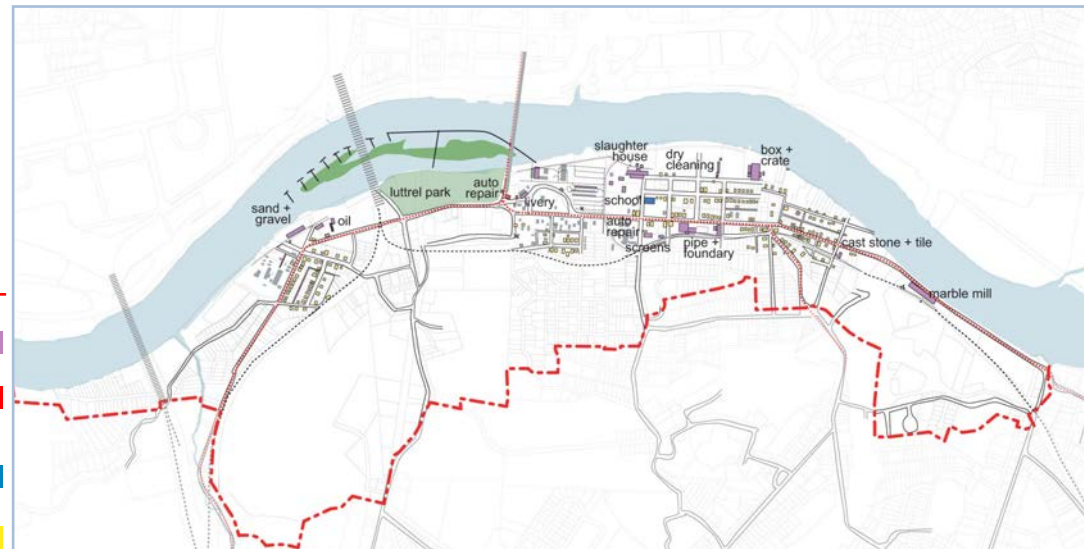 sand +
gravel
oil
luttrel park
auto
repair
livery
slaughter
house
dry
cleaning
box +
crate
school
auto
repair
screens
pipe +
foundary
cast stone + tile
marble mill